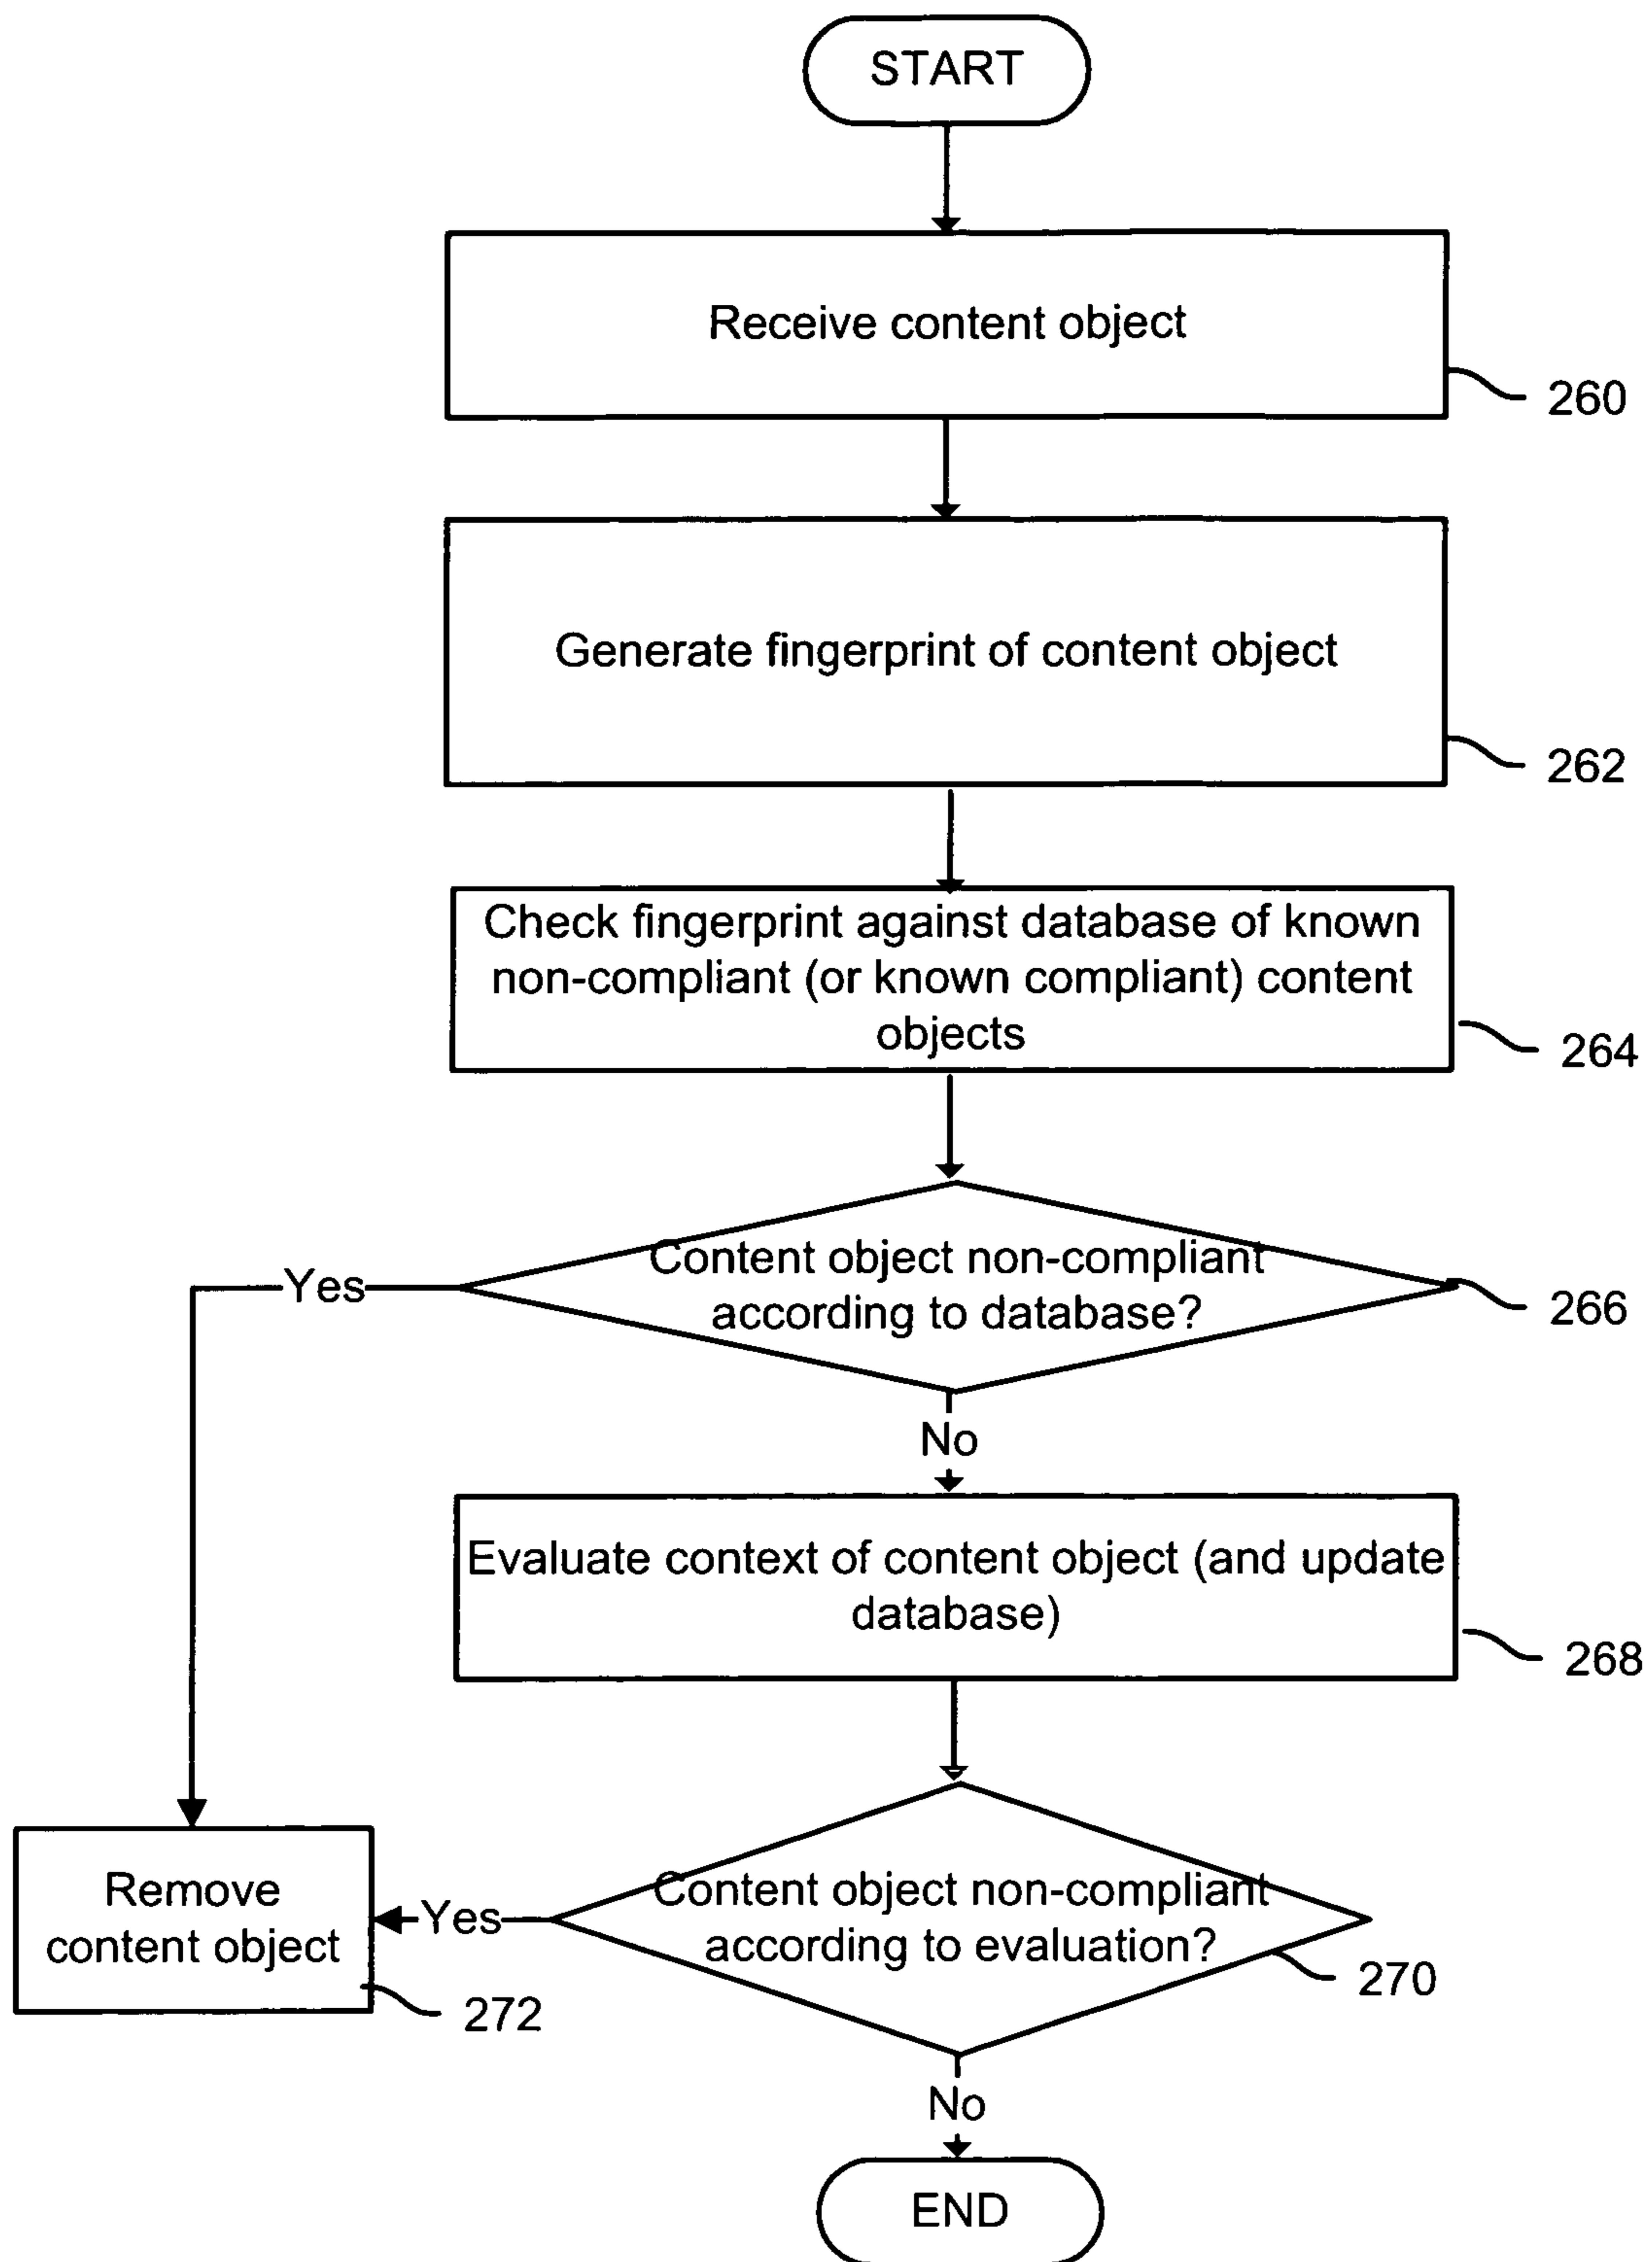 START
Receive content object
260
Generate fingerprint of content object
262
Check fingerprint against database of known
non-compliant (or known compliant) content
objects
264
Content object non-compliant
according to database?
Yes
266
No
Evaluate context of content object (and update
database)
268
Content object non-compliant
according to evaluation?
Yes
270
Remove
content object
272
No
END